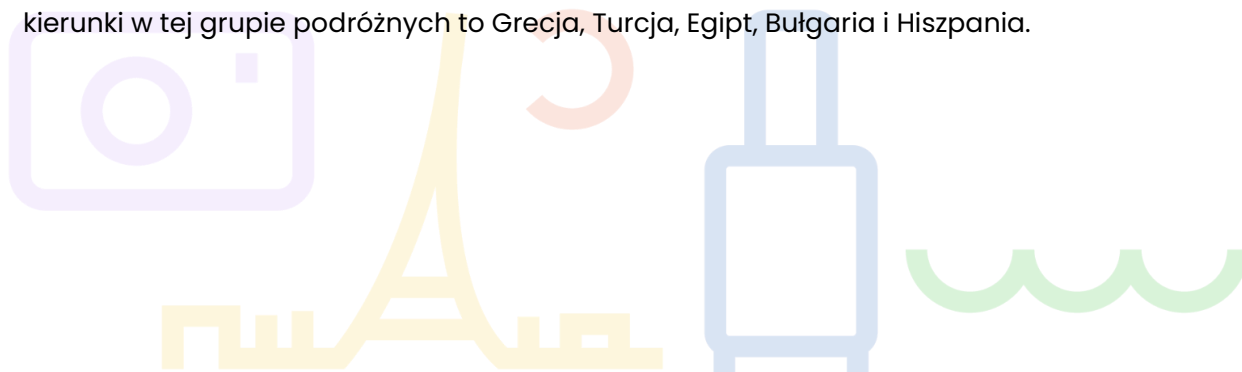 kierunki w tej grupie podróżnych to Grecja, Turcja, Egipt, Bułgaria i Hiszpania.